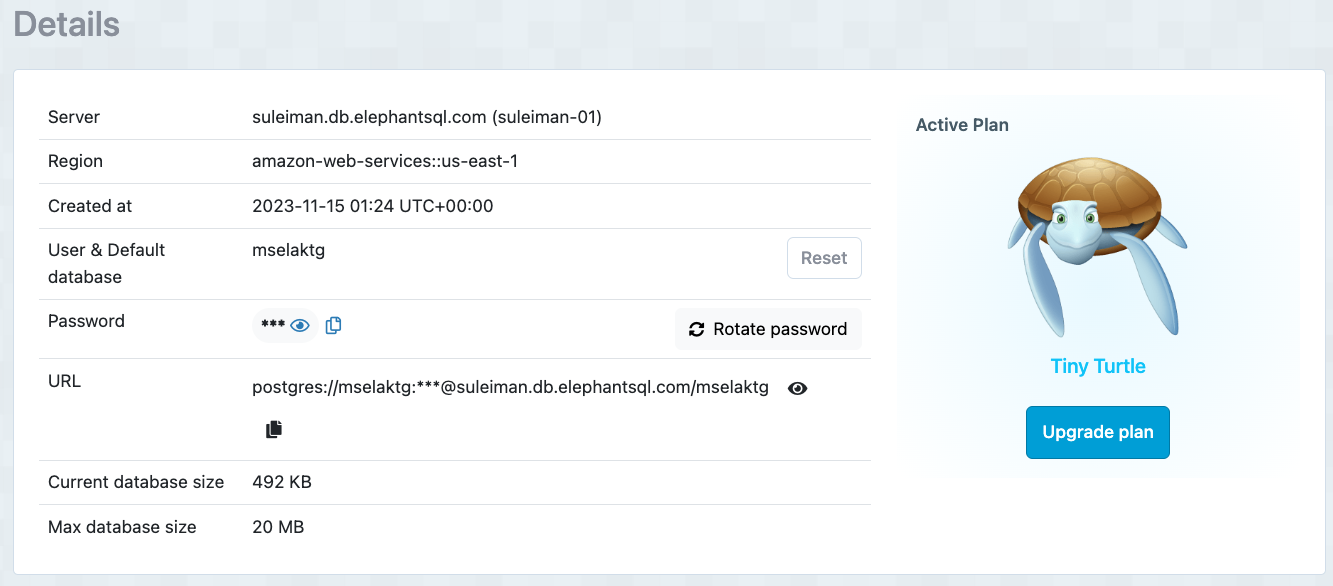 Details
Server suleiman.db.elephantsql.com (suleiman-01)
Active Plan
Region amazon-web-services::us-east-1
Created at 2023-11-15 01:24 UTC+00:00
User & Default
database
mselaktg
Reset
Password *** Rotate password
URL postgres://mselaktg:***@suleiman.db.elephantsql.com/mselaktg
Tiny Turtle
Upgrade plan
Current database size 492 KB
Max database size 20 MB